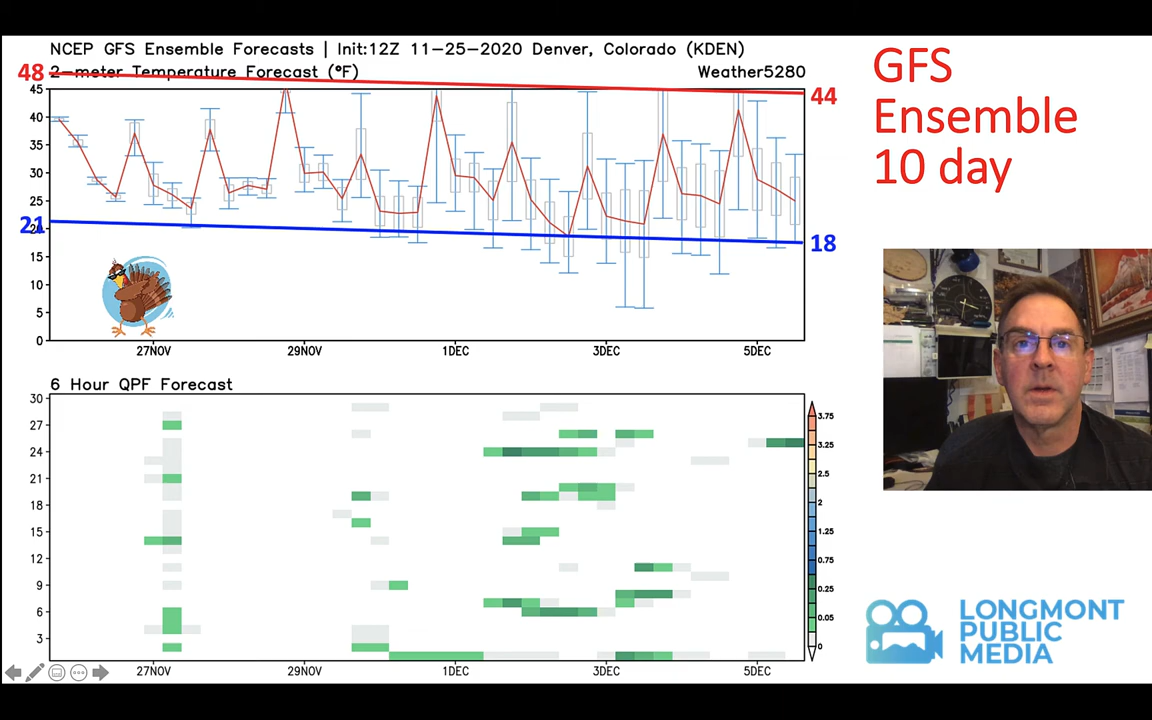 NCEP GFS Ensemble Forecasts | Init:12Z 11-25-2020 Denver, Colorado (KDEN)
2-meter Temperature Forecast (°F)
Weather5280
48
44
45
40
35
30
25
20
15
10
5
0
21
18
27NOV
29NOV
1DEC
3DEC
5DEC
6 Hour QPF Forecast
30
27
24
21
18
15
12
9
6
3
27NOV
29NOV
1DEC
3DEC
5DEC
3.75
3.25
2.5
2
1.25
0.75
0.25
0.05
0
GFS
Ensemble
10 day
LONGMONT
PUBLIC
MEDIA